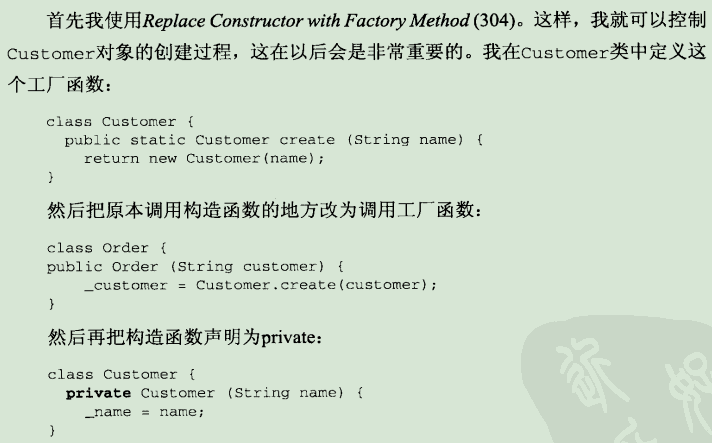 首先我使用Replace Constructor with Factory Method (304)。这样，我就可以控制
Customer对象的创建过程，这在以后会是非常重要的。我在Customer类中定义这
个工厂函数：
class Customer {
  public static Customer create (String name) {
    return new Customer(name);
}
然后把原本调用构造函数的地方改为调用工厂函数：
class Order {
public Order (String customer) {
    _customer = Customer.create(customer);
}
然后再把构造函数声明为private：
class Customer {
  private Customer (String name) {
    _name = name;
}